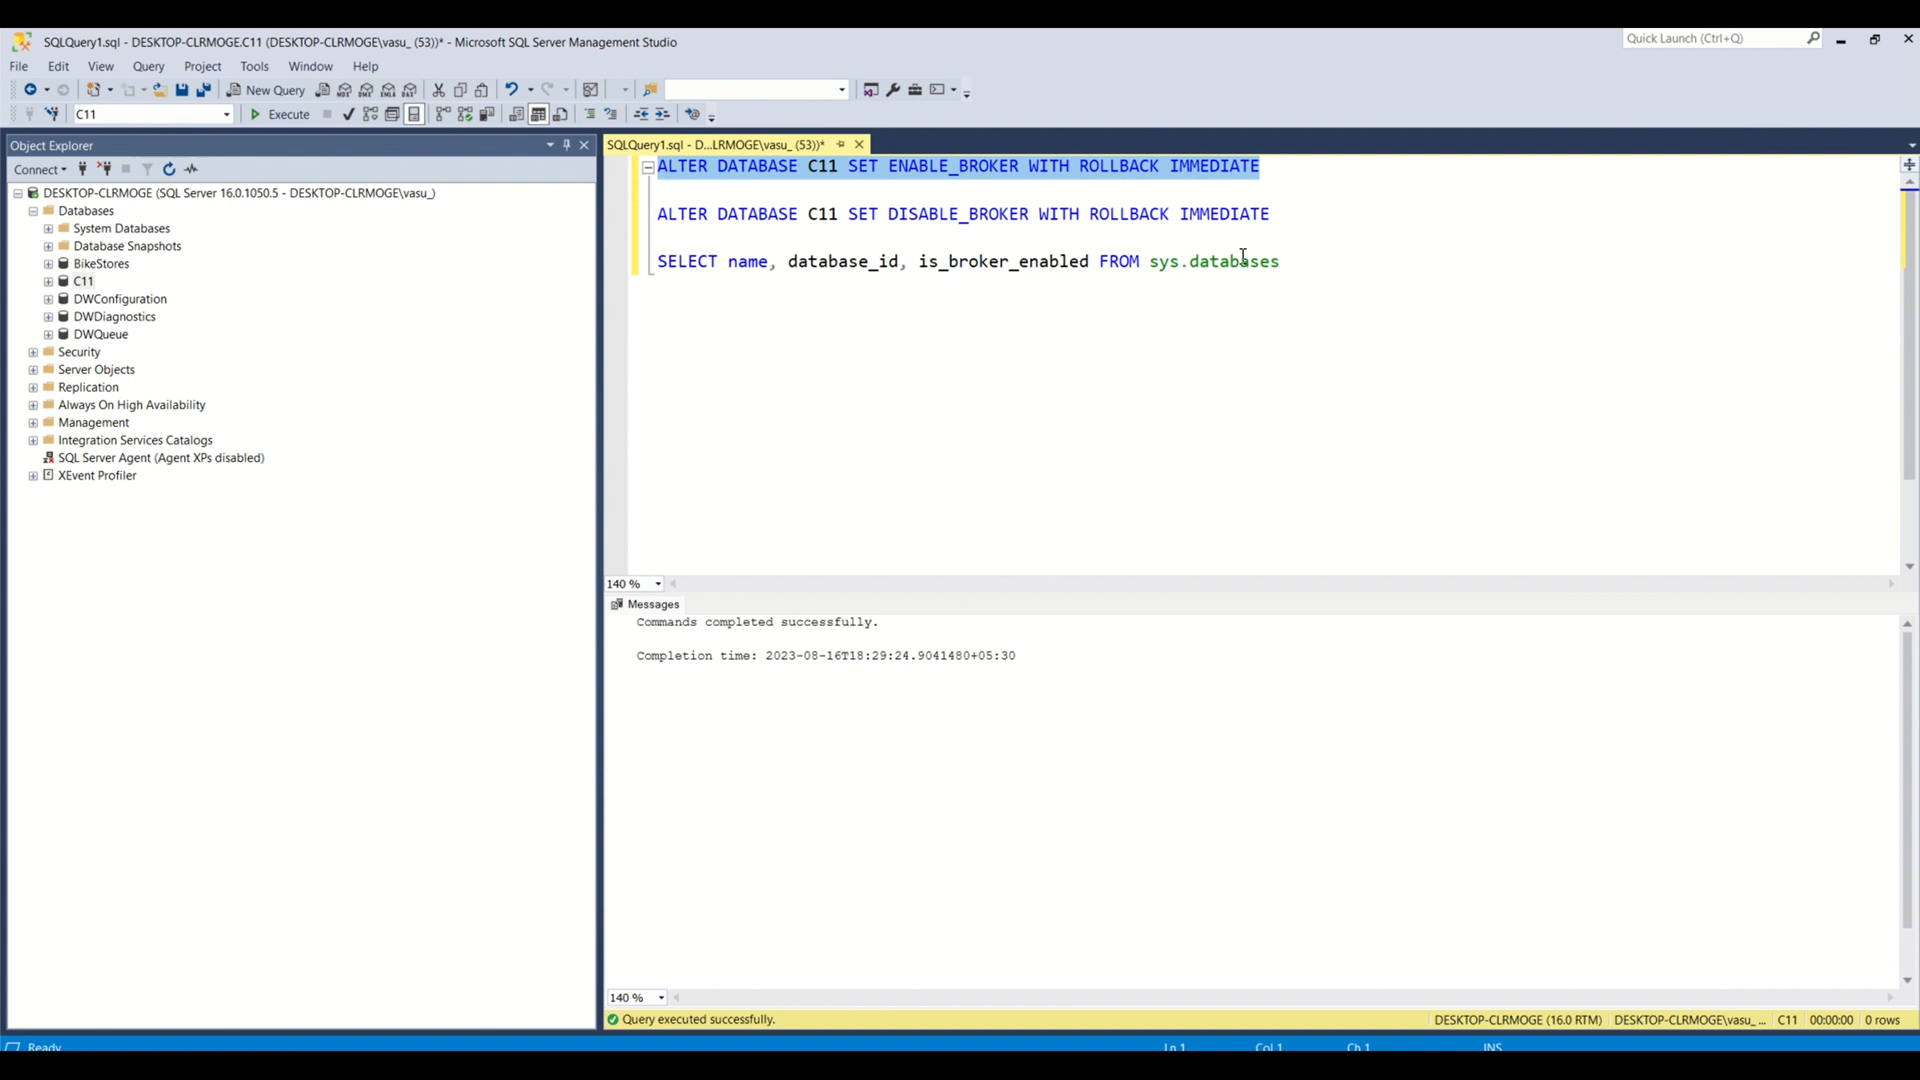 SQLQuery1.sql - DESKTOP-CLRMOGE.C11 (DESKTOP-CLRMOGE\vasu_ (53))* - Microsoft SQL Server Management Studio
Quick Launch (Ctrl+Q)
File Edit View Query Project Tools Window Help
New Query
C11 Execute
Object Explorer
Connect
DESKTOP-CLRMOGE (SQL Server 16.0.1050.5 - DESKTOP-CLRMOGE\vasu_)
Databases
System Databases
Database Snapshots
BikeStores
C11
DWConfiguration
DWDiagnostics
DWQueue
Security
Server Objects
Replication
Always On High Availability
Management
Integration Services Catalogs
SQL Server Agent (Agent XPs disabled)
XEvent Profiler
SQLQuery1.sql - D...LRMOGE\vasu_ (53))*
ALTER DATABASE C11 SET ENABLE_BROKER WITH ROLLBACK IMMEDIATE
ALTER DATABASE C11 SET DISABLE_BROKER WITH ROLLBACK IMMEDIATE
SELECT name, database_id, is_broker_enabled FROM sys.databases
140 %
Messages
Commands completed successfully.
Completion time: 2023-08-16T18:29:24.9041480+05:30
140 %
Query executed successfully.
DESKTOP-CLRMOGE (16.0 RTM) DESKTOP-CLRMOGE\vasu_ ... C11 00:00:00 0 rows
Ready Ln 1 Col 1 Ch 1 INS